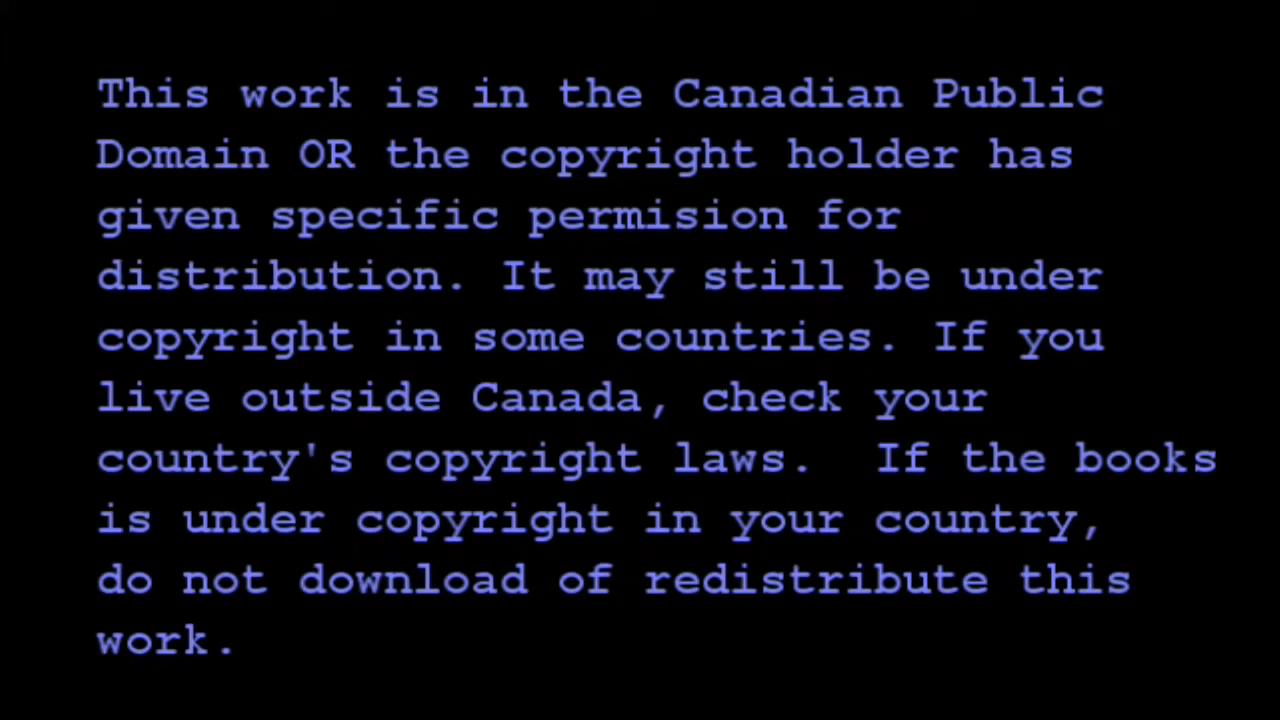 This work is in the Canadian Public
Domain OR the copyright holder has
given specific permision for
distribution. It may still be under
copyright in some countries. If you
live outside Canada, check your
country's copyright laws.  If the books
is under copyright in your country,
do not download of redistribute this
work.